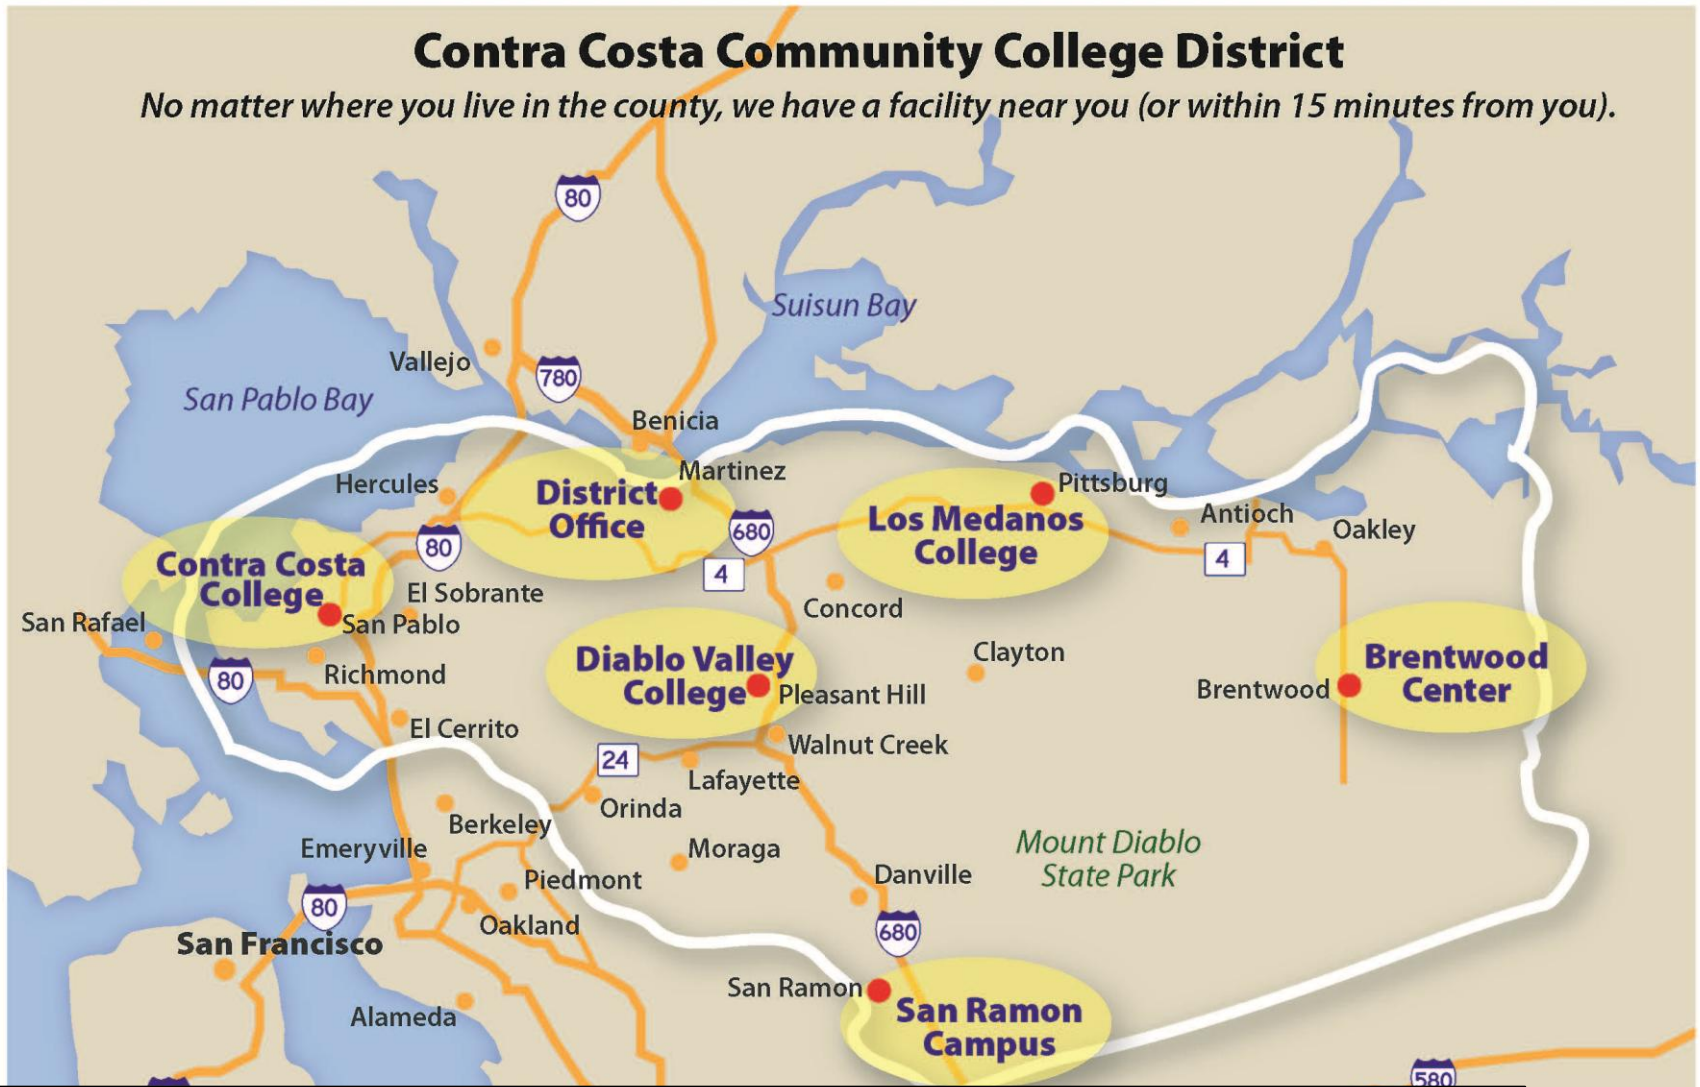 Contra Costa Community College District
No matter where you live in the county, we have a facility near you (or within 15 minutes from you).
80
Suisun Bay
Vallejo
780
San Pablo Bay
Benicia
Martinez
Hercules
District
Office
Pittsburg
Los Medanos
College
Antioch
Oakley
680
80
4
4
Contra Costa
College
El Sobrante
San Pablo
Concord
San Rafael
Richmond
80
Diablo Valley
College
Pleasant Hill
Clayton
Brentwood
Brentwood
Center
El Cerrito
Walnut Creek
24
Lafayette
Orinda
Berkeley
Emeryville
Moraga
Mount Diablo
State Park
Piedmont
Danville
80
Oakland
680
San Francisco
San Ramon
San Ramon
Campus
Alameda
580